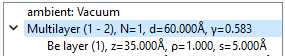 ambient: Vacuum
Multilayer (1 - 2), N=1, d=60.000Å, γ=0.583
Be layer (1), z=35.000Å, ρ=1.000, s=5.000Å